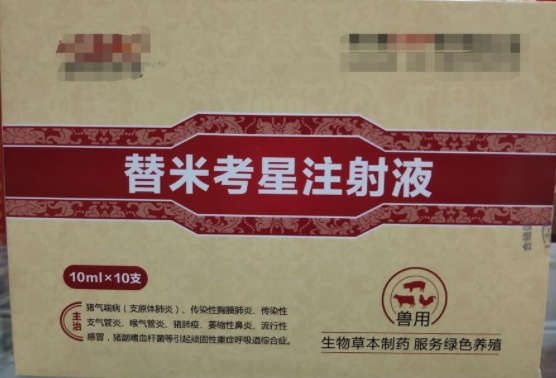 替米考星注射液
10ml×10支
主治
猪气喘病（支原体肺炎）、传染性胸膜肺炎、传染性
支气管炎、喉气管炎、猪肺疫、萎缩性鼻炎、流行性
感冒，猪副嗜血杆菌等引起顽固性重症呼吸道综合症。
兽用
生物草本制药 服务绿色养殖